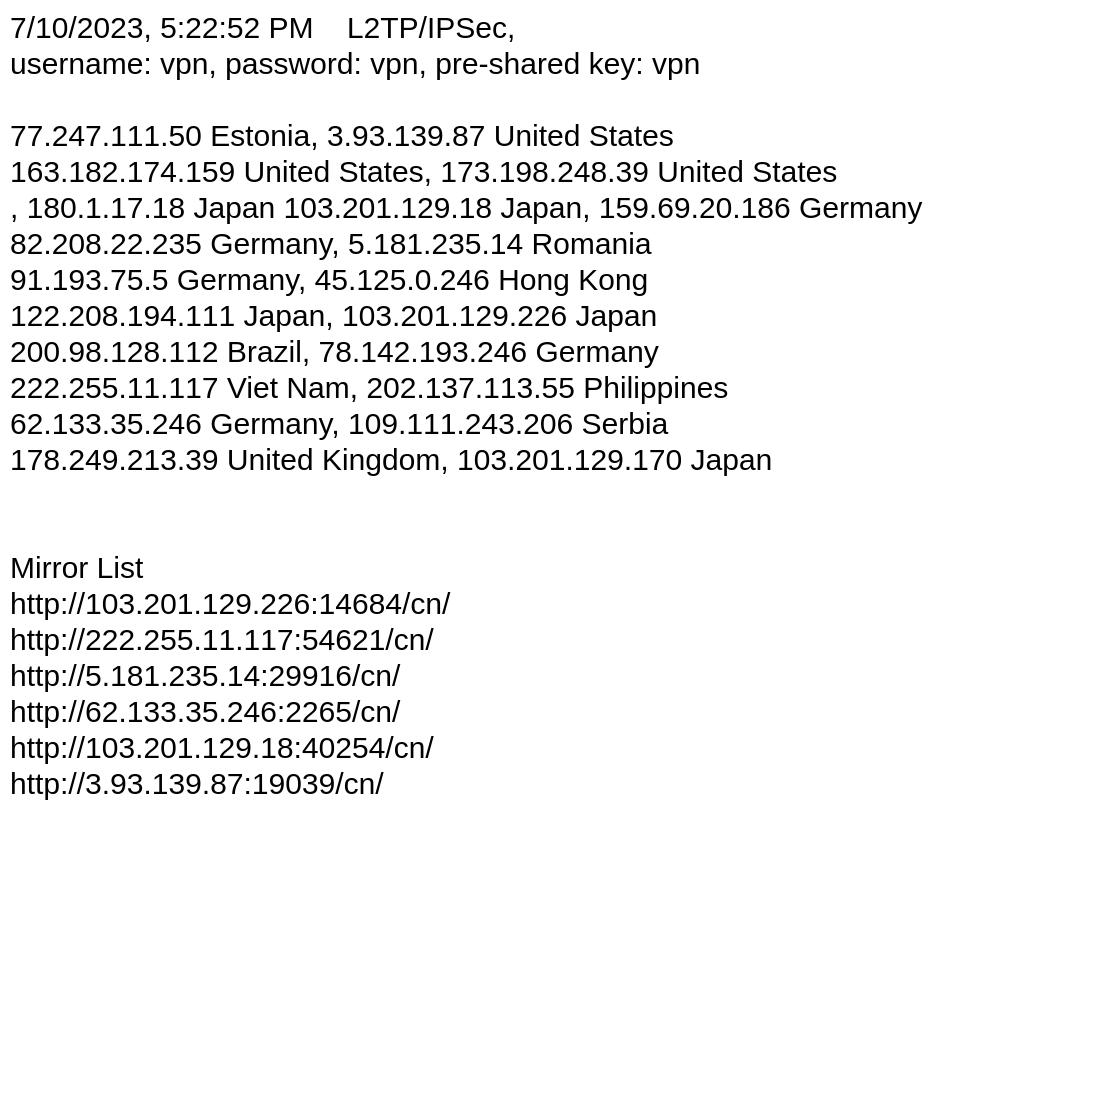 7/10/2023, 5:22:52 PM    L2TP/IPSec,
username: vpn, password: vpn, pre-shared key: vpn
77.247.111.50 Estonia, 3.93.139.87 United States
163.182.174.159 United States, 173.198.248.39 United States
, 180.1.17.18 Japan 103.201.129.18 Japan, 159.69.20.186 Germany
82.208.22.235 Germany, 5.181.235.14 Romania
91.193.75.5 Germany, 45.125.0.246 Hong Kong
122.208.194.111 Japan, 103.201.129.226 Japan
200.98.128.112 Brazil, 78.142.193.246 Germany
222.255.11.117 Viet Nam, 202.137.113.55 Philippines
62.133.35.246 Germany, 109.111.243.206 Serbia
178.249.213.39 United Kingdom, 103.201.129.170 Japan
Mirror List
http://103.201.129.226:14684/cn/
http://222.255.11.117:54621/cn/
http://5.181.235.14:29916/cn/
http://62.133.35.246:2265/cn/
http://103.201.129.18:40254/cn/
http://3.93.139.87:19039/cn/